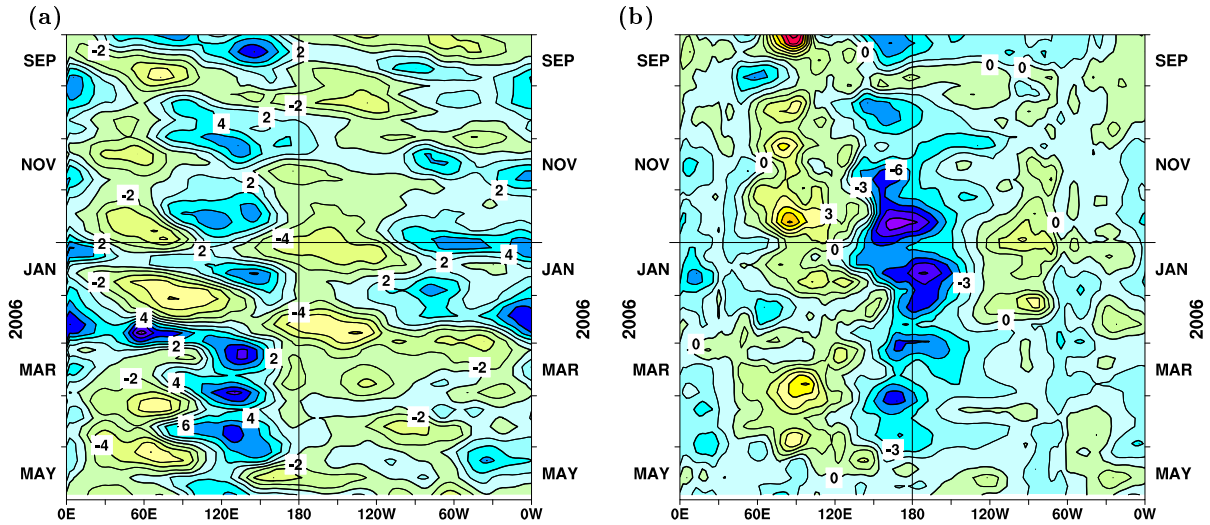 (a) (b)
-2 2 0 0 0
SEP SEP SEP SEP
4 2 2 -2
NOV NOV NOV NOV
2 -2 2 0 -6 -3
-4 2 2 4 3 0 0
JAN JAN JAN JAN
-2 2 2 -3
2006 2006 2006 2006
4 -4 0
2 2 0 0
MAR MAR MAR MAR
-2 4 -2
6 4 -2
-4 -2 -3
MAY MAY MAY MAY
0
0E 60E 120E 180 120W 60W 0W 0E 60E 120E 180 120W 60W 0W